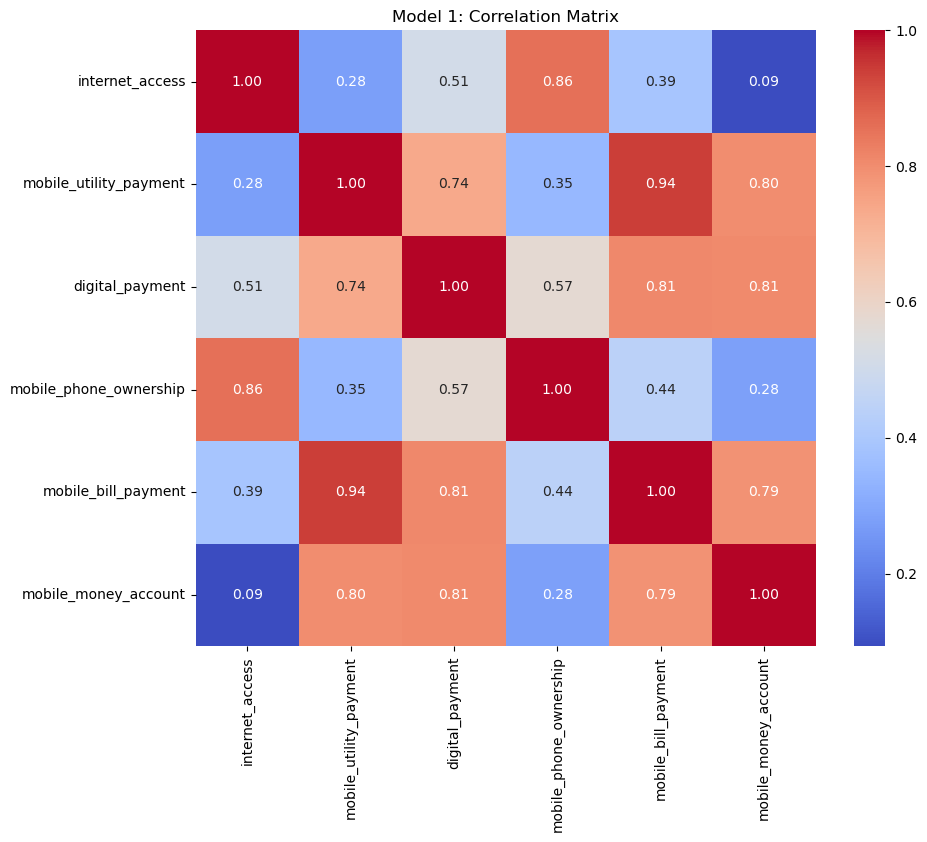 Model 1: Correlation Matrix
internet_access 1.00 0.28 0.51 0.86 0.39 0.09
mobile_utility_payment 0.28 1.00 0.74 0.35 0.94 0.80
digital_payment 0.51 0.74 1.00 0.57 0.81 0.81
mobile_phone_ownership 0.86 0.35 0.57 1.00 0.44 0.28
mobile_bill_payment 0.39 0.94 0.81 0.44 1.00 0.79
mobile_money_account 0.09 0.80 0.81 0.28 0.79 1.00
internet_access
mobile_utility_payment
digital_payment
mobile_phone_ownership
mobile_bill_payment
mobile_money_account
1.0
0.8
0.6
0.4
0.2